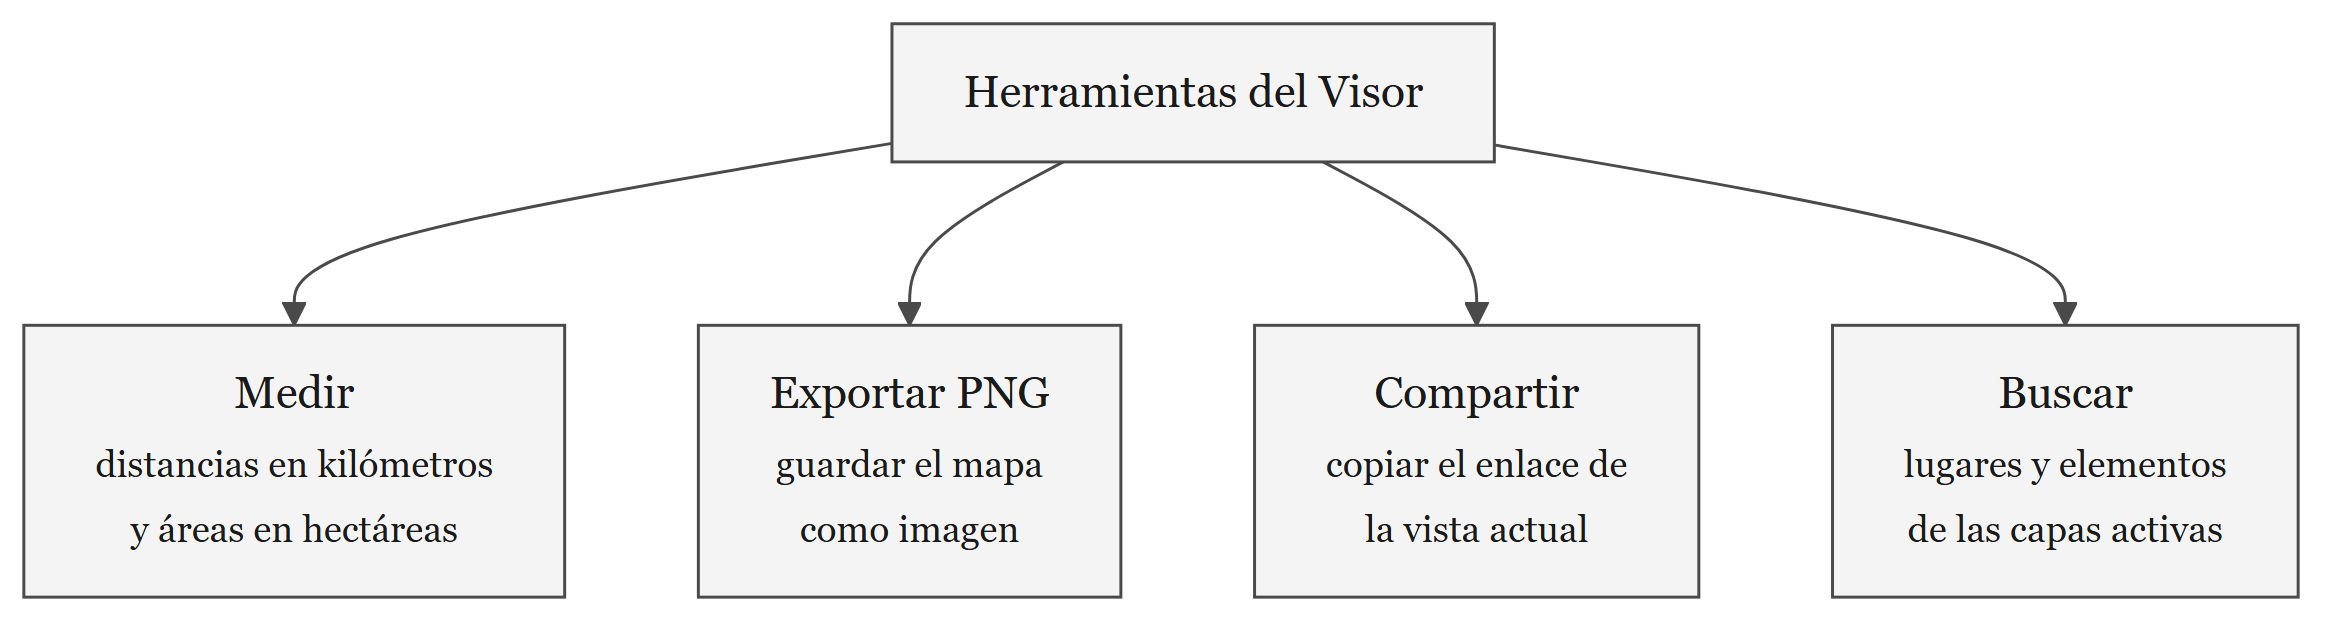 Herramientas del Visor
Medir
distancias en kilómetros
y áreas en hectáreas
Exportar PNG
guardar el mapa
como imagen
Compartir
copiar el enlace de
la vista actual
Buscar
lugares y elementos
de las capas activas